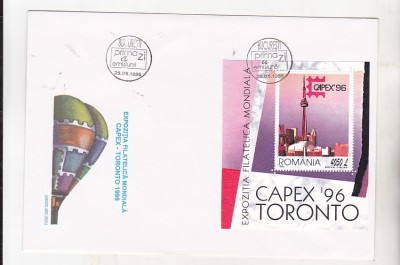 BUCUREȘTI
prima zi
a
emisiunii
BUCUREȘTI
prima zi
a
emisiunii
EXPOZIȚIA FILATELICĂ MONDIALĂ
CAPEX - TORONTO 1996
EXPOZIȚIA FILATELICĂ MONDIALĂ
CAPEX'96
ROMÂNIA
4050 L
CAPEX '96
TORONTO